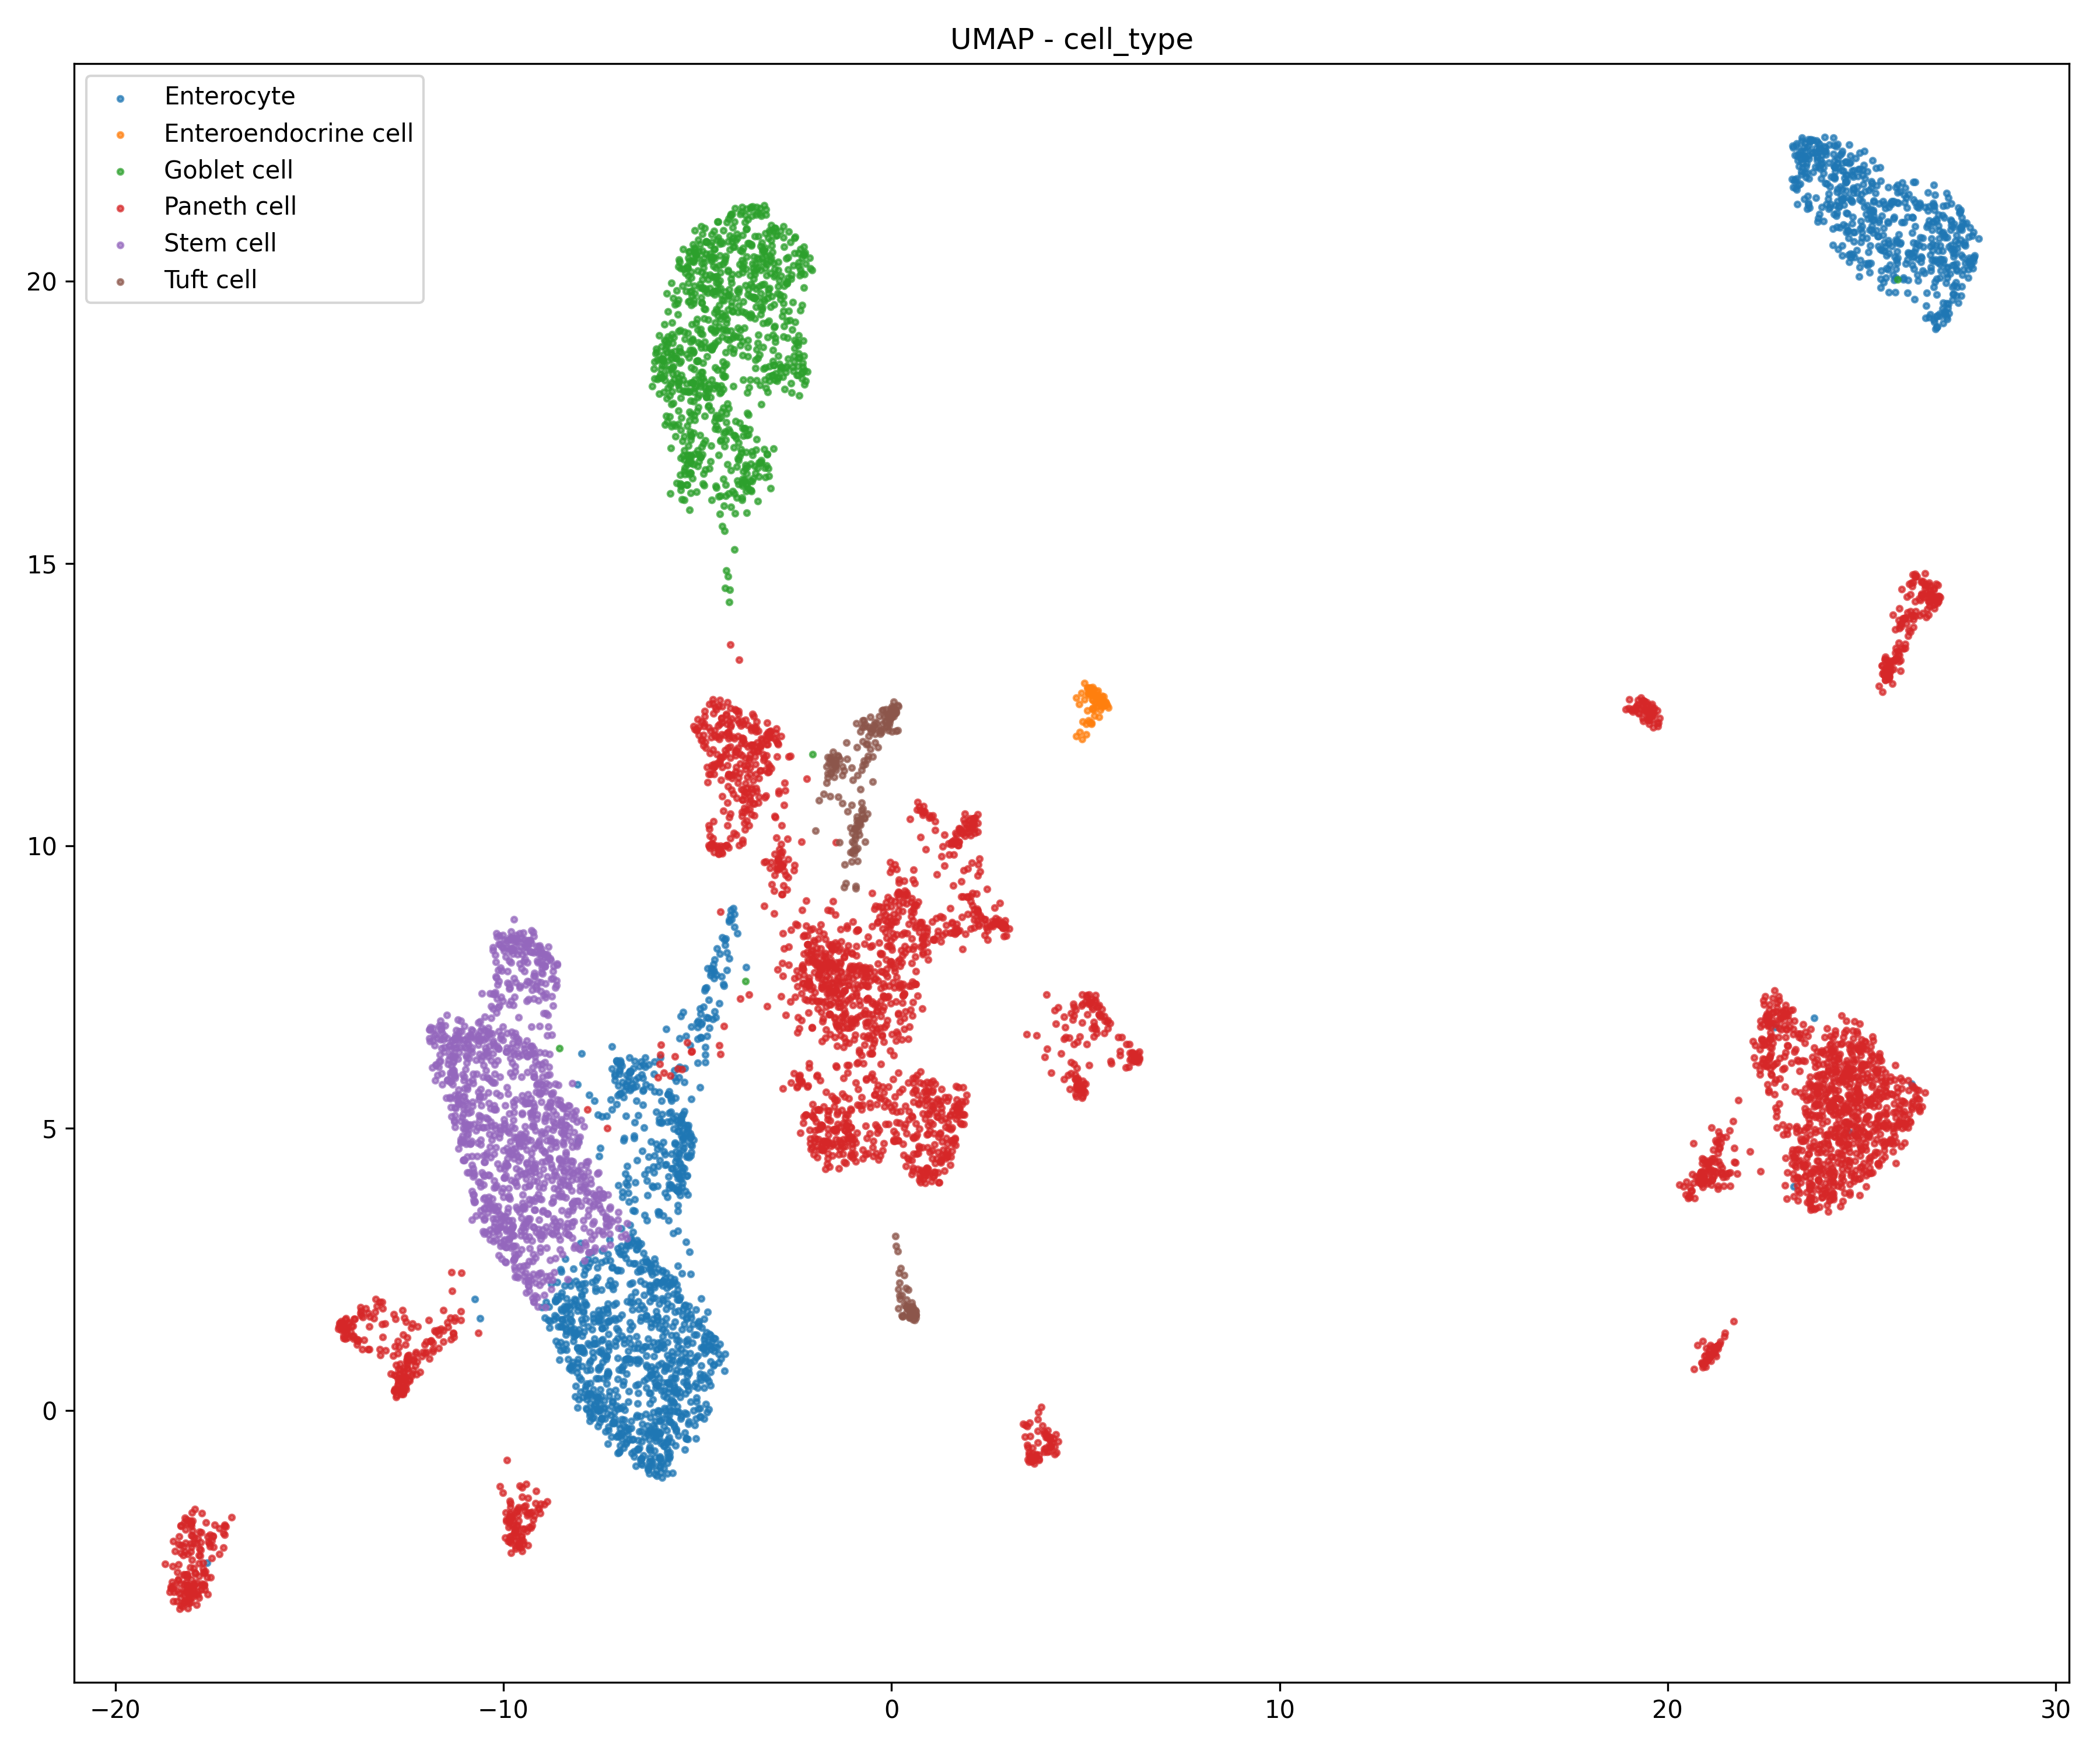 UMAP - cell_type
Enterocyte
Enteroendocrine cell
Goblet cell
Paneth cell
Stem cell
Tuft cell
20
15
10
5
0
−20 −10 0 10 20 30